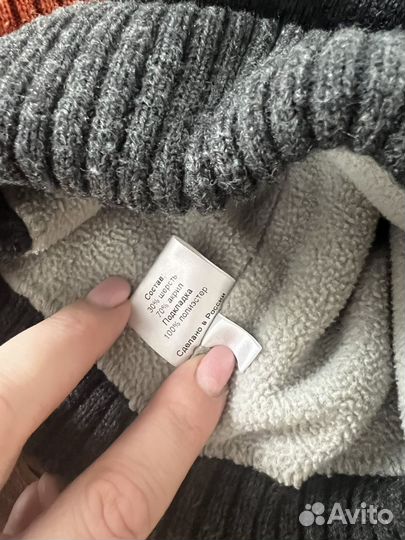 Состав:
30% шерсть
70% акрил
Подкладка
100% полиэстер
Сделано в России
Avito